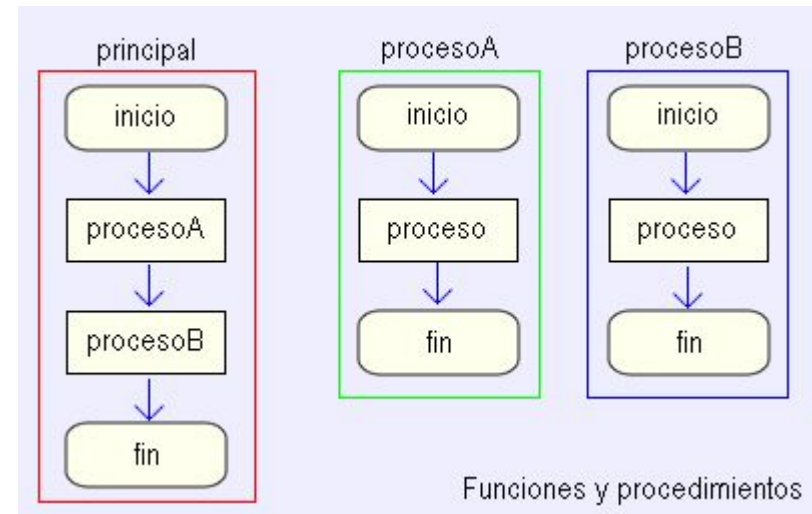 principal
inicio
procesoA
procesoB
fin
procesoA
inicio
proceso
fin
procesoB
inicio
proceso
fin
Funciones y procedimientos